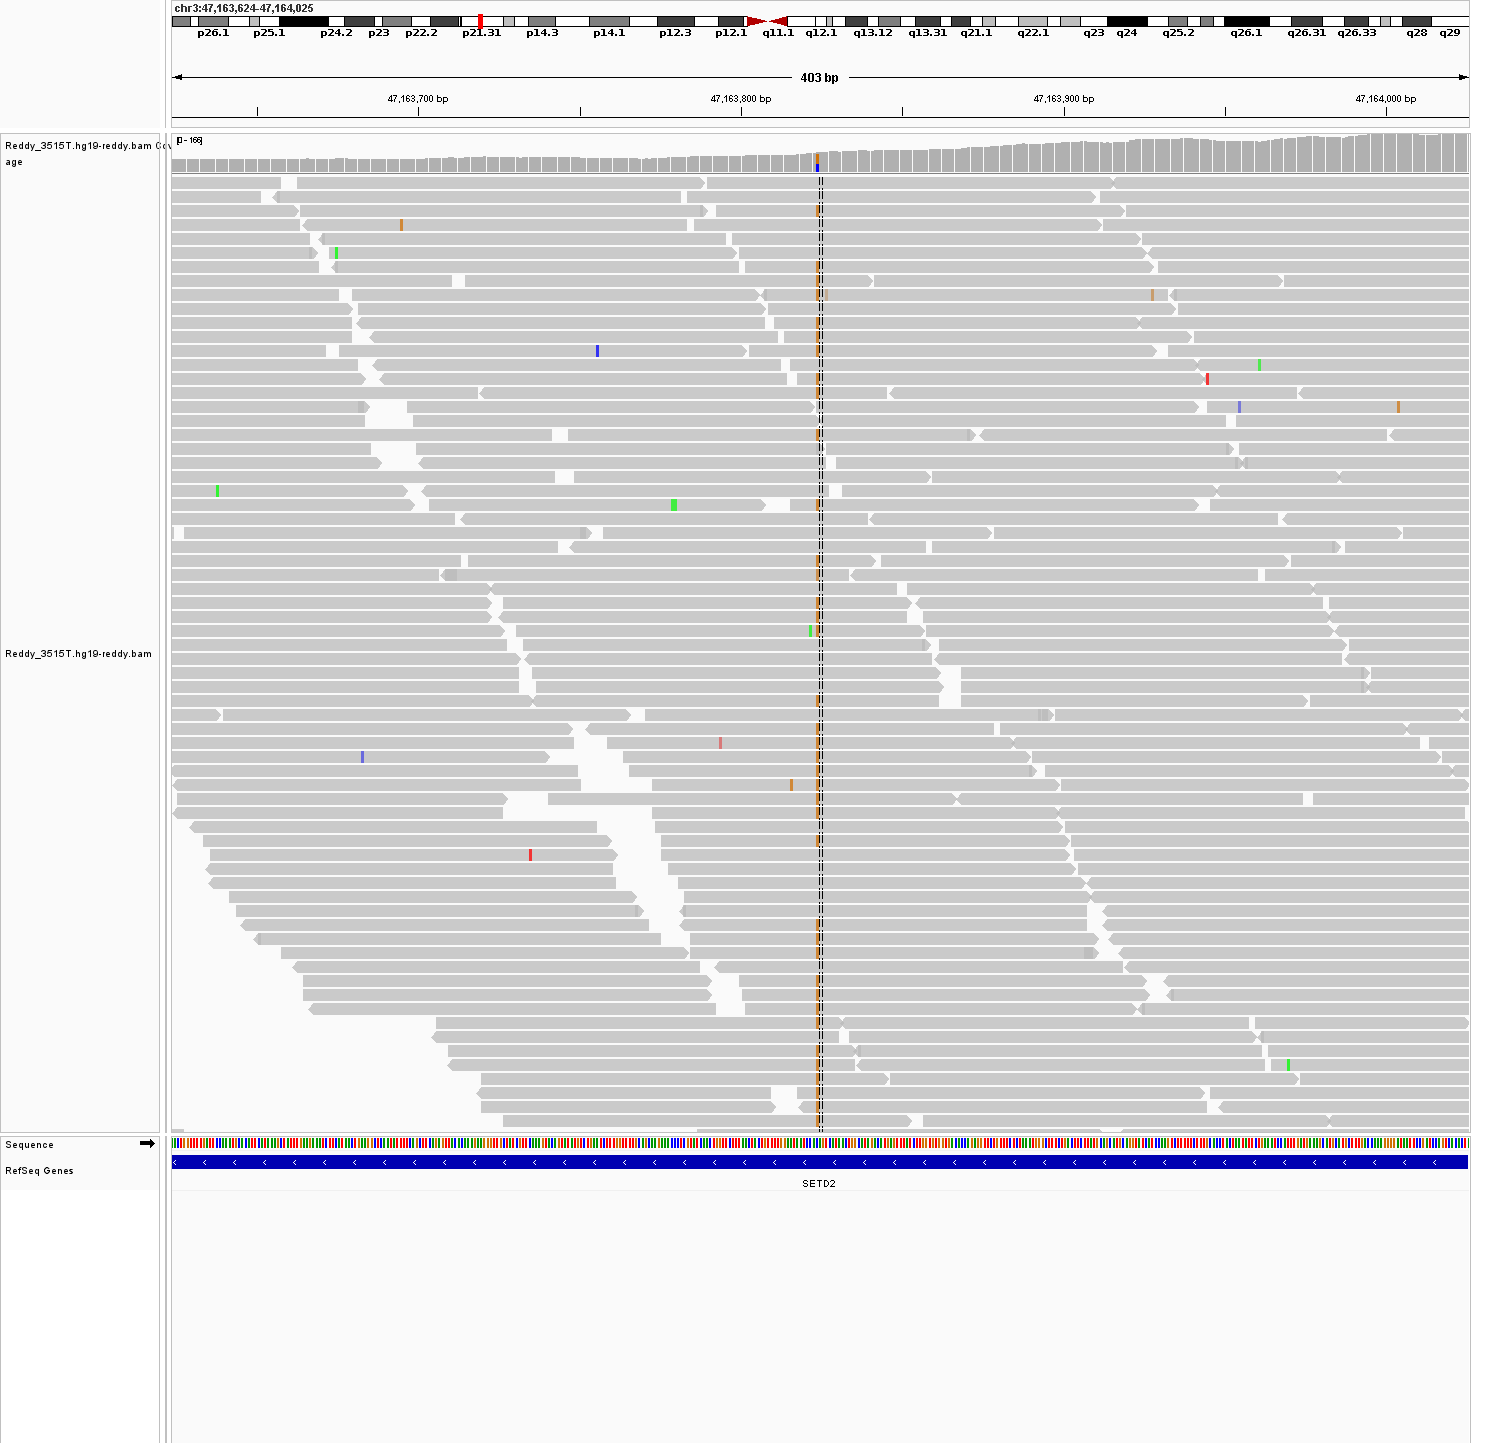 chr3:47,163,624-47,164,025
p26.1 p25.1 p24.2 p23 p22.2 p21.31 p14.3 p14.1 p12.3 p12.1 q11.1 q12.1 q13.12 q13.31 q21.1 q22.1 q23 q24 q25.2 q26.1 q26.31 q26.33 q28 q29
403 bp
47,163,700 bp 47,163,800 bp 47,163,900 bp 47,164,000 bp
Reddy_3515T.hg19-reddy.bam Cov
age
[0 - 166]
Reddy_3515T.hg19-reddy.bam
Sequence
RefSeq Genes
SETD2